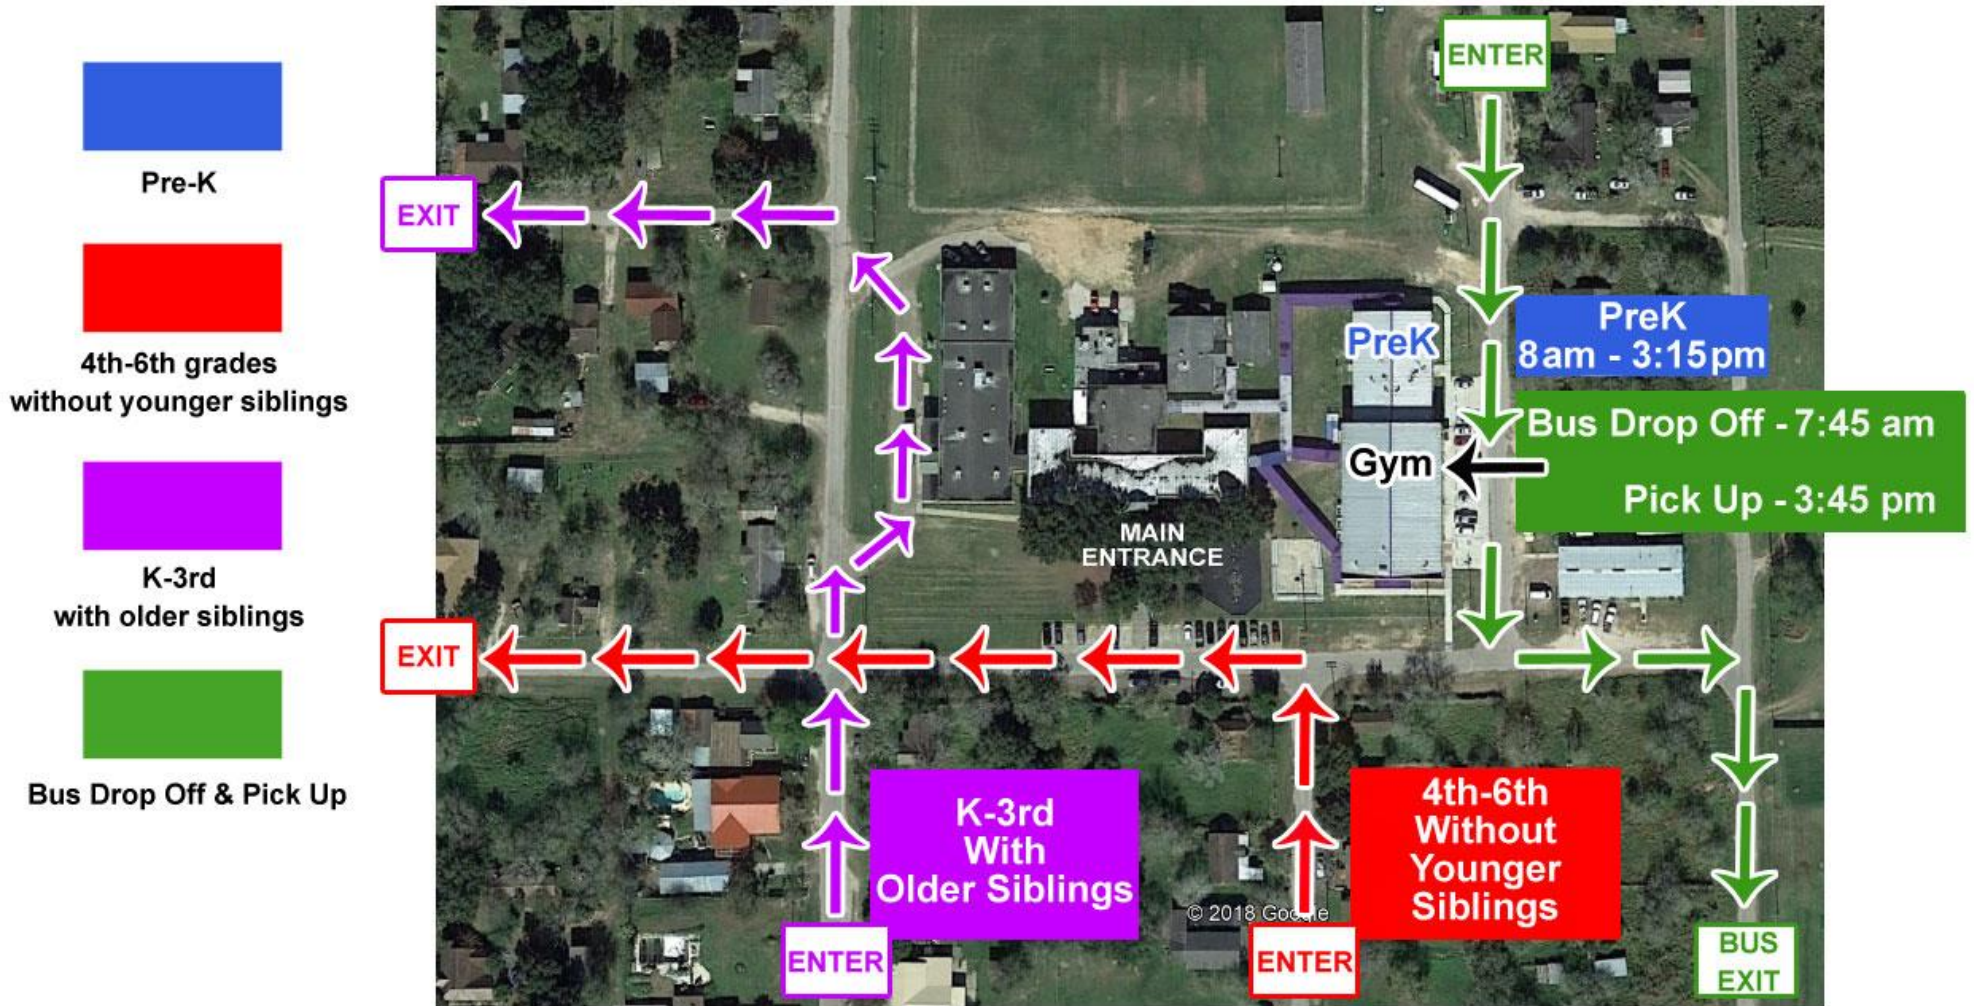 Pre-K
4th-6th grades
without younger siblings
K-3rd
with older siblings
Bus Drop Off & Pick Up
ENTER
EXIT
PreK
8am - 3:15pm
PreK
Bus Drop Off - 7:45 am
Gym
Pick Up - 3:45 pm
MAIN
ENTRANCE
EXIT
K-3rd
With
Older Siblings
4th-6th
Without
Younger
Siblings
© 2018 Google
ENTER
ENTER
BUS
EXIT